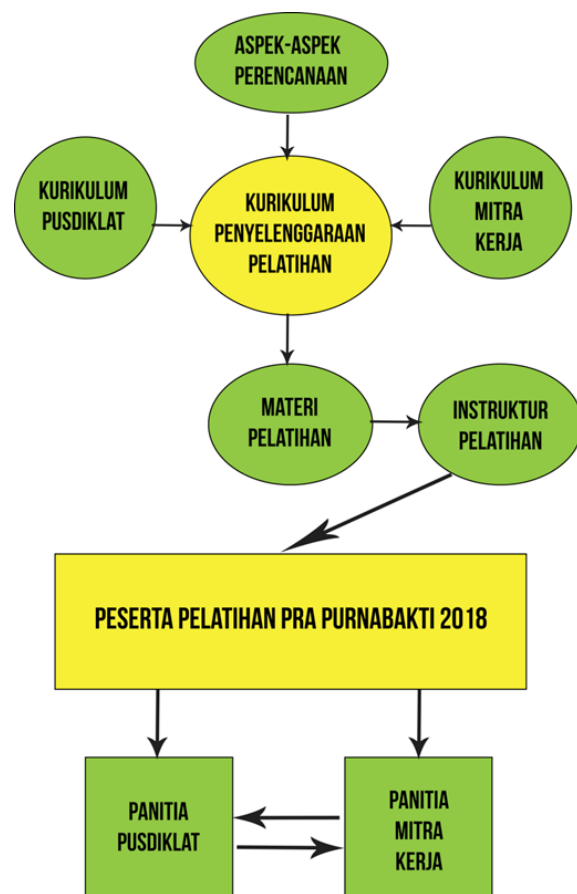 ASPEK-ASPEK
PERENCANAAN
KURIKULUM
PUSDIKLAT
KURIKULUM
PENYELENGGARAAN
PELATIHAN
KURIKULUM
MITRA
KERJA
MATERI
PELATIHAN
INSTRUKTUR
PELATIHAN
PESERTA PELATIHAN PRA PURNABAKTI 2018
PANITIA
PUSDIKLAT
PANITIA
MITRA
KERJA